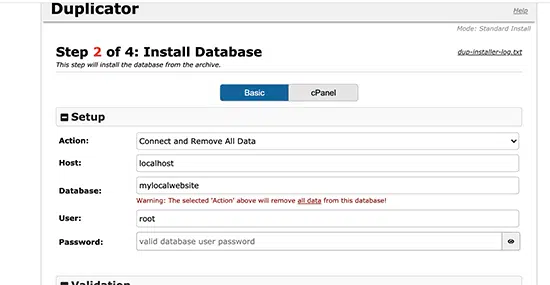 Duplicator
Help
Mode: Standard Install
Step 2 of 4: Install Database
dup-installer-log.txt
This step will install the database from the archive.
Basic
cPanel
Setup
Action:
Connect and Remove All Data
Host:
localhost
Database:
mylocalwebsite
Warning: The selected 'Action' above will remove all data from this database!
User:
root
Password:
valid database user password
Validation